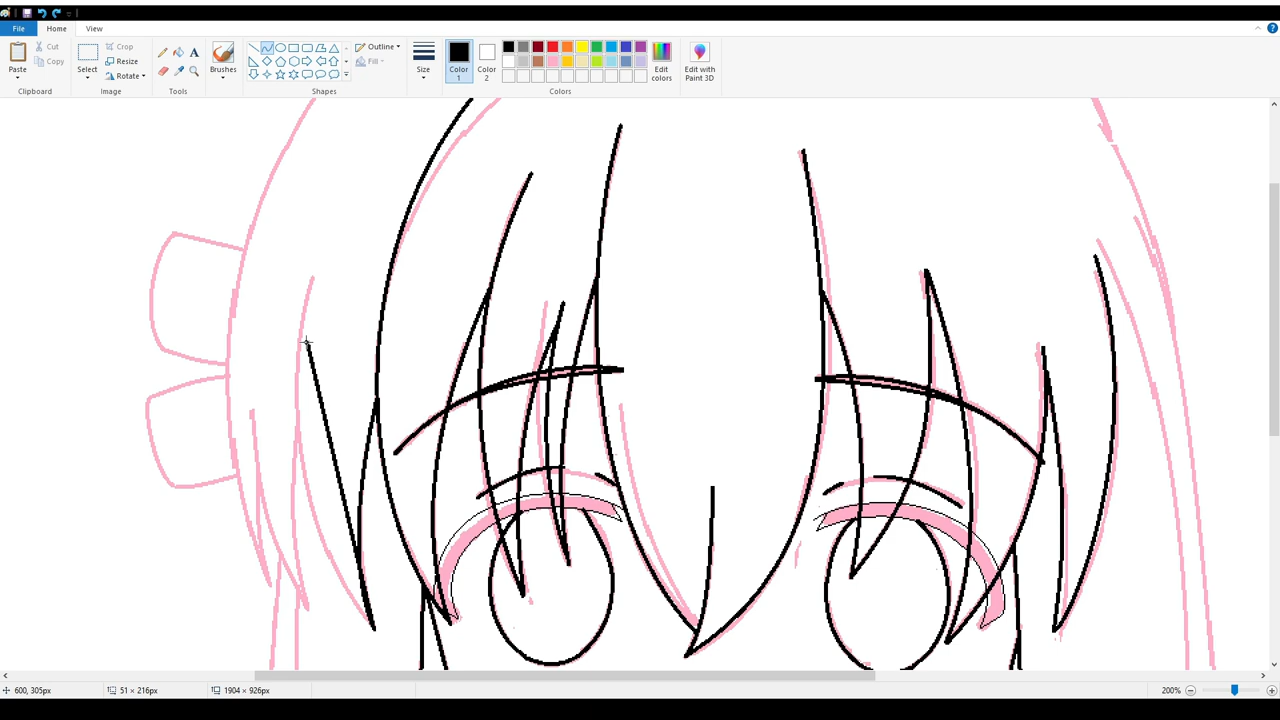 File Home View
Paste Cut Copy
Clipboard
Select Crop Resize Rotate
Image
A
Tools
Brushes
Outline Fill
Shapes
Size
Color 1 Color 2
Edit colors
Colors
Edit with Paint 3D
600, 305px 51 × 216px 1904 × 926px 200%